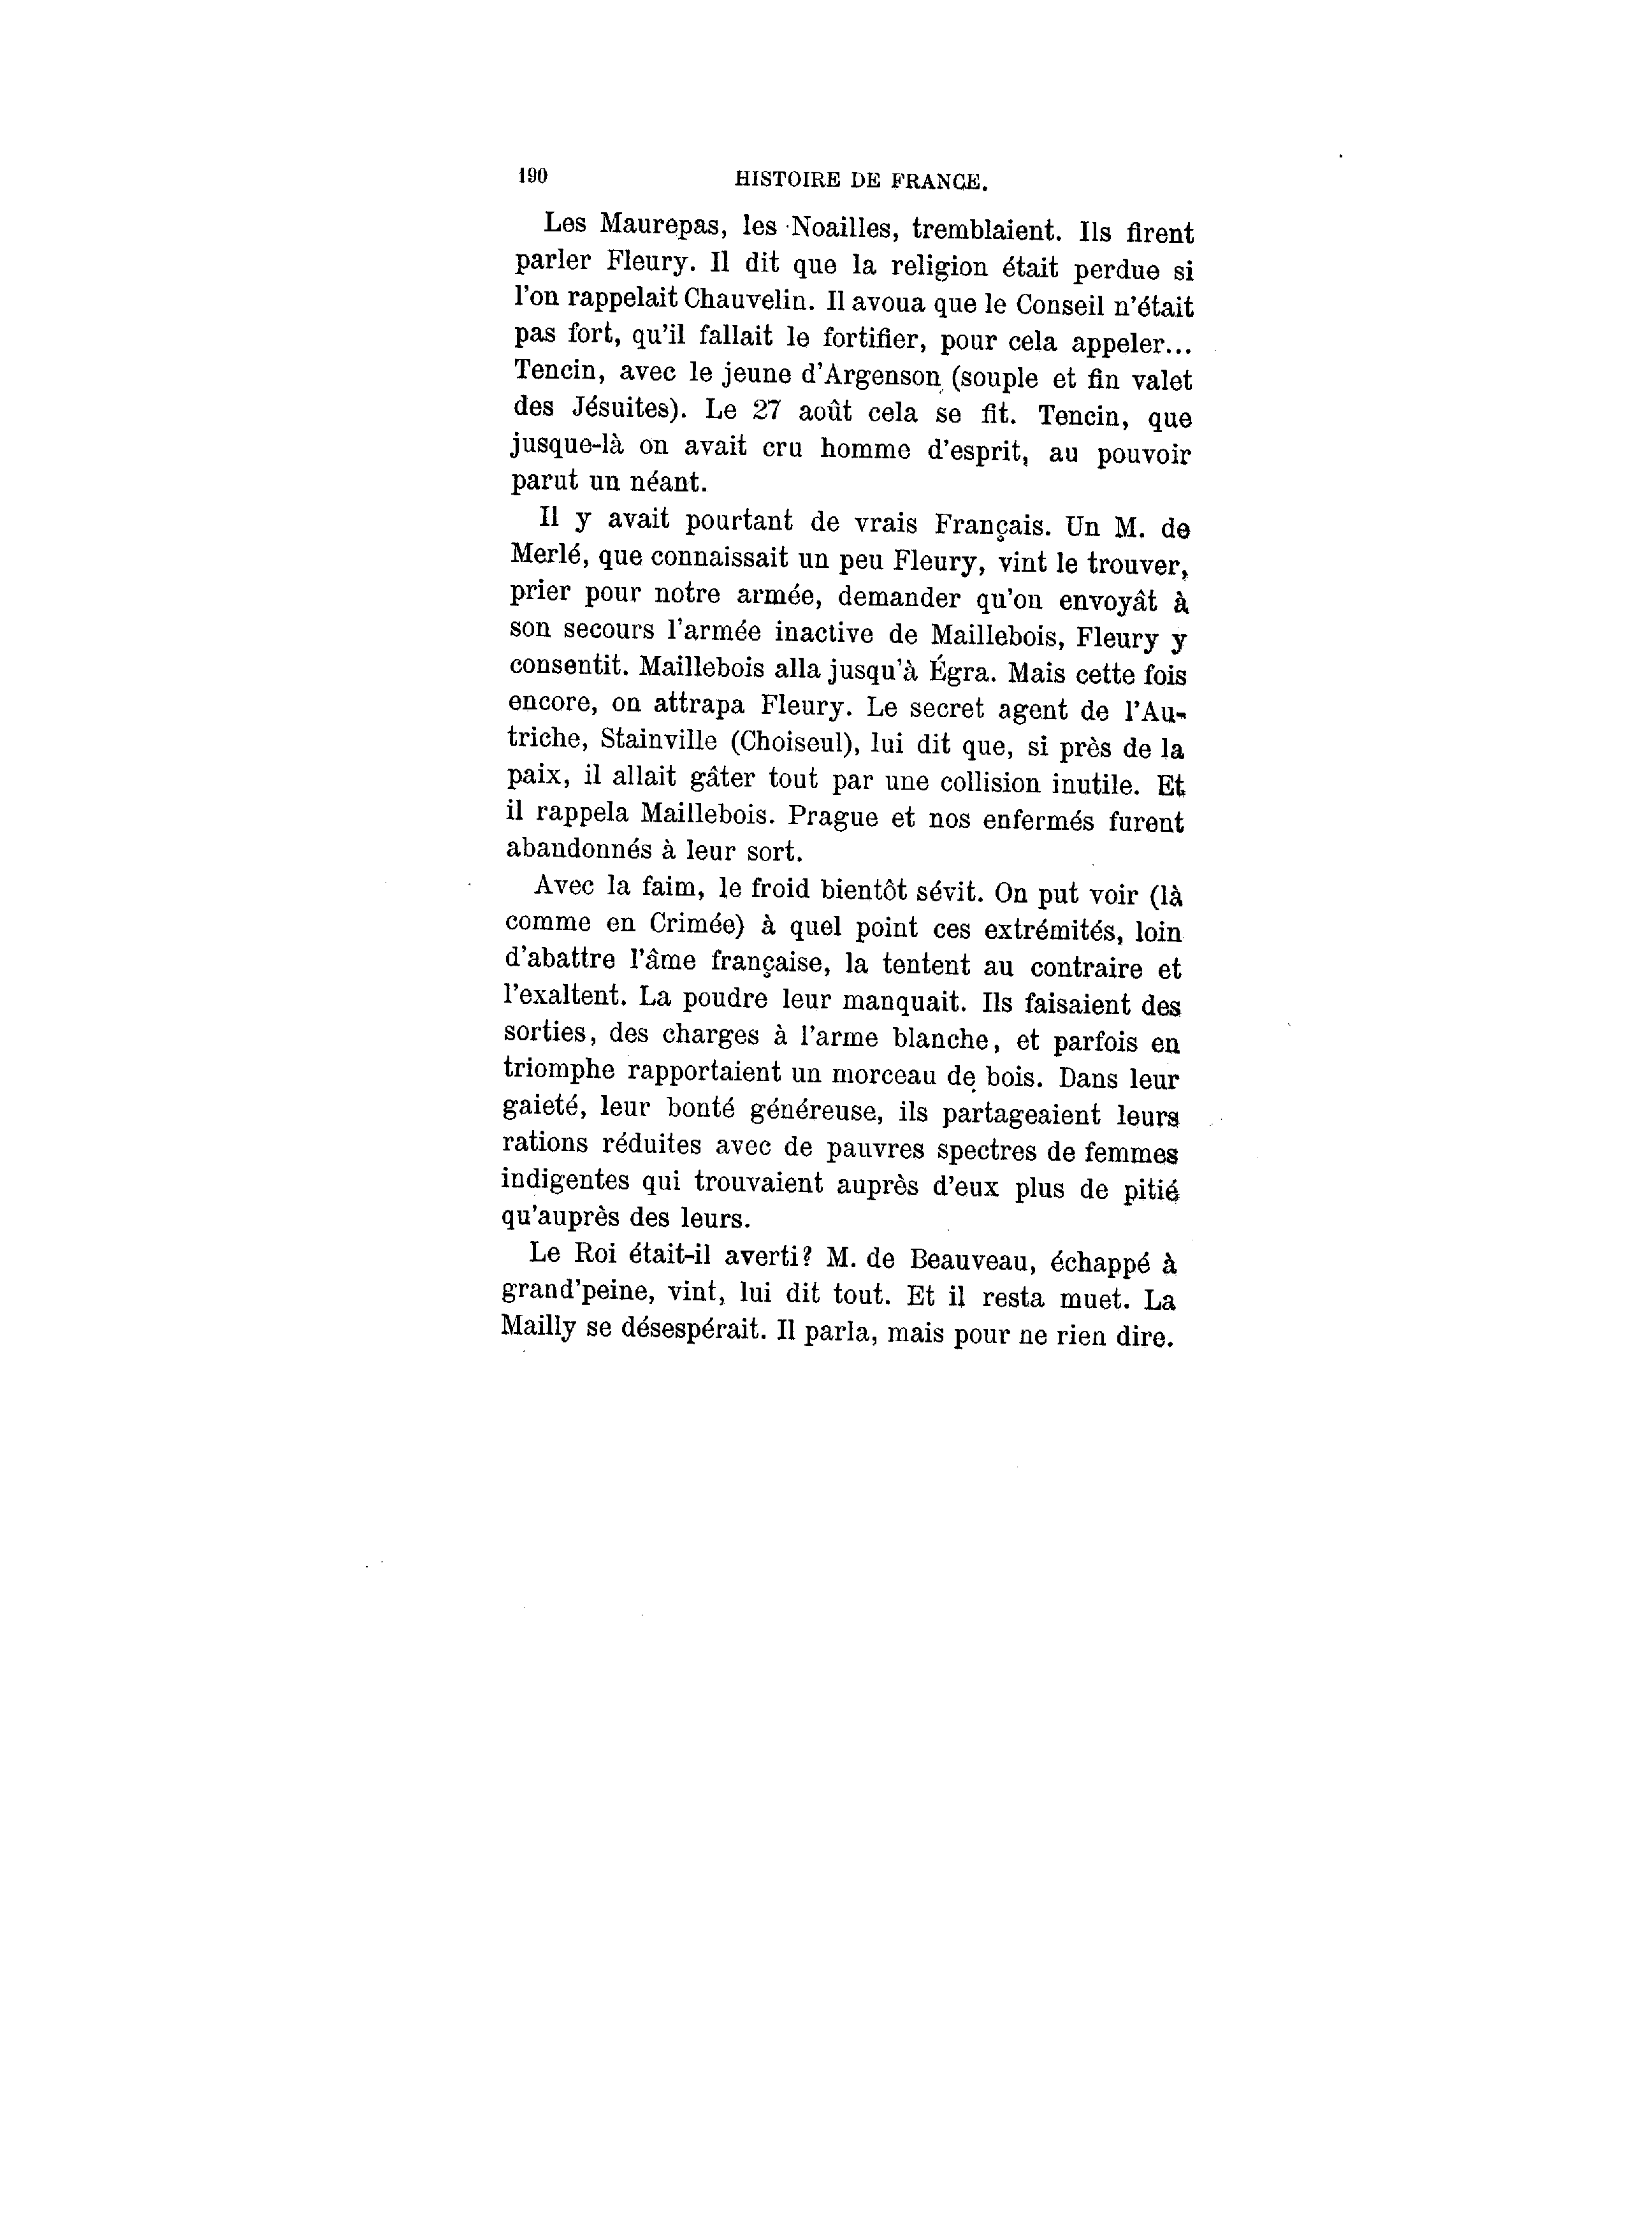 190 HISTOIRE DE FRANCE.
Les Maurepas, les Noailles, tremblaient. Ils firent
parler Fleury. Il dit que la religion était perdue si
l'on rappelait Chauvelin. Il avoua que le Conseil n'était
pas fort, qu'il fallait le fortifier, pour cela appeler...
Tencin, avec le jeune d'Argenson (souple et fin valet
des Jésuites). Le 27 août cela se fit. Tencin, que
jusque-là on avait cru homme d'esprit, au pouvoir
parut un néant.
Il y avait pourtant de vrais Français. Un M. de
Merlé, que connaissait un peu Fleury, vint le trouver,
prier pour notre armée, demander qu'on envoyât à
son secours l'armée inactive de Maillebois, Fleury y
consentit. Maillebois alla jusqu'à Égra. Mais cette fois
encore, on attrapa Fleury. Le secret agent de l'Au-
triche, Stainville (Choiseul), lui dit que, si près de la
paix, il allait gâter tout par une collision inutile. Et
il rappela Maillebois. Prague et nos enfermés furent
abandonnés à leur sort.
Avec la faim, le froid bientôt sévit. On put voir (là
comme en Crimée) à quel point ces extrémités, loin
d'abattre l'âme française, la tentent au contraire et
l'exaltent. La poudre leur manquait. Ils faisaient des
sorties, des charges à l'arme blanche, et parfois en
triomphe rapportaient un morceau de bois. Dans leur
gaieté, leur bonté généreuse, ils partageaient leurs
rations réduites avec de pauvres spectres de femmes
indigentes qui trouvaient auprès d'eux plus de pitié
qu'auprès des leurs.
Le Roi était-il averti? M. de Beauveau, échappé à
grand'peine, vint, lui dit tout. Et il resta muet. La
Mailly se désespérait. Il parla, mais pour ne rien dire.